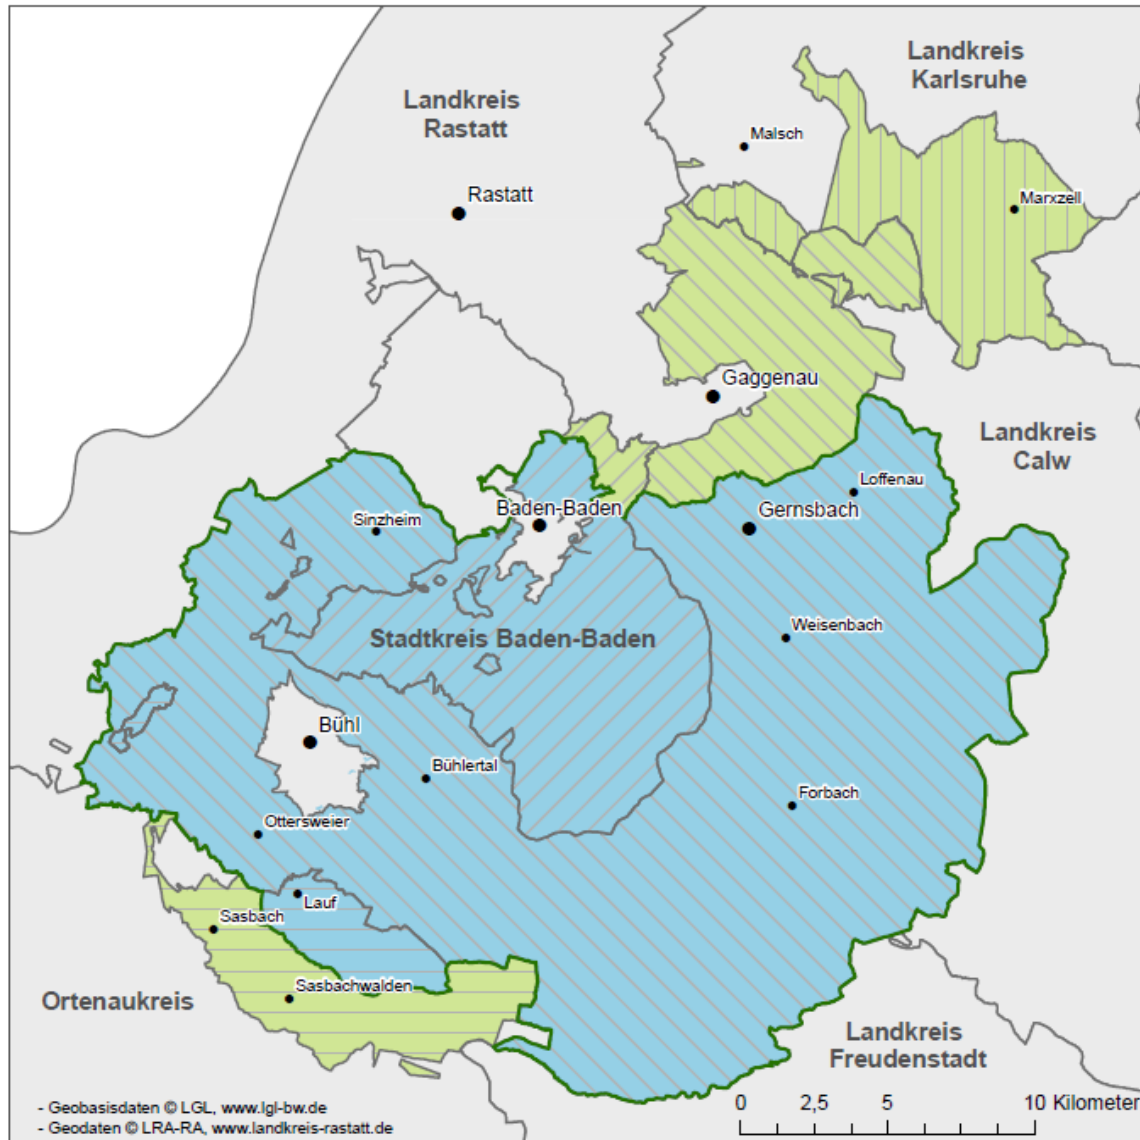 Landkreis
Karlsruhe
Landkreis
Rastatt
Malsch
Rastatt
Marxzell
Gaggenau
Landkreis
Calw
Loffenau
Baden-Baden
Gernsbach
Sinzheim
Weisenbach
Stadtkreis Baden-Baden
Bühl
Bühlertal
Forbach
Ottersweier
Lauf
Sasbach
Sasbachwalden
Ortenaukreis
Landkreis
Freudenstadt
- Geobasisdaten © LGL, www.lgl-bw.de
- Geodaten © LRA-RA, www.landkreis-rastatt.de
0 2,5 5 10 Kilometer